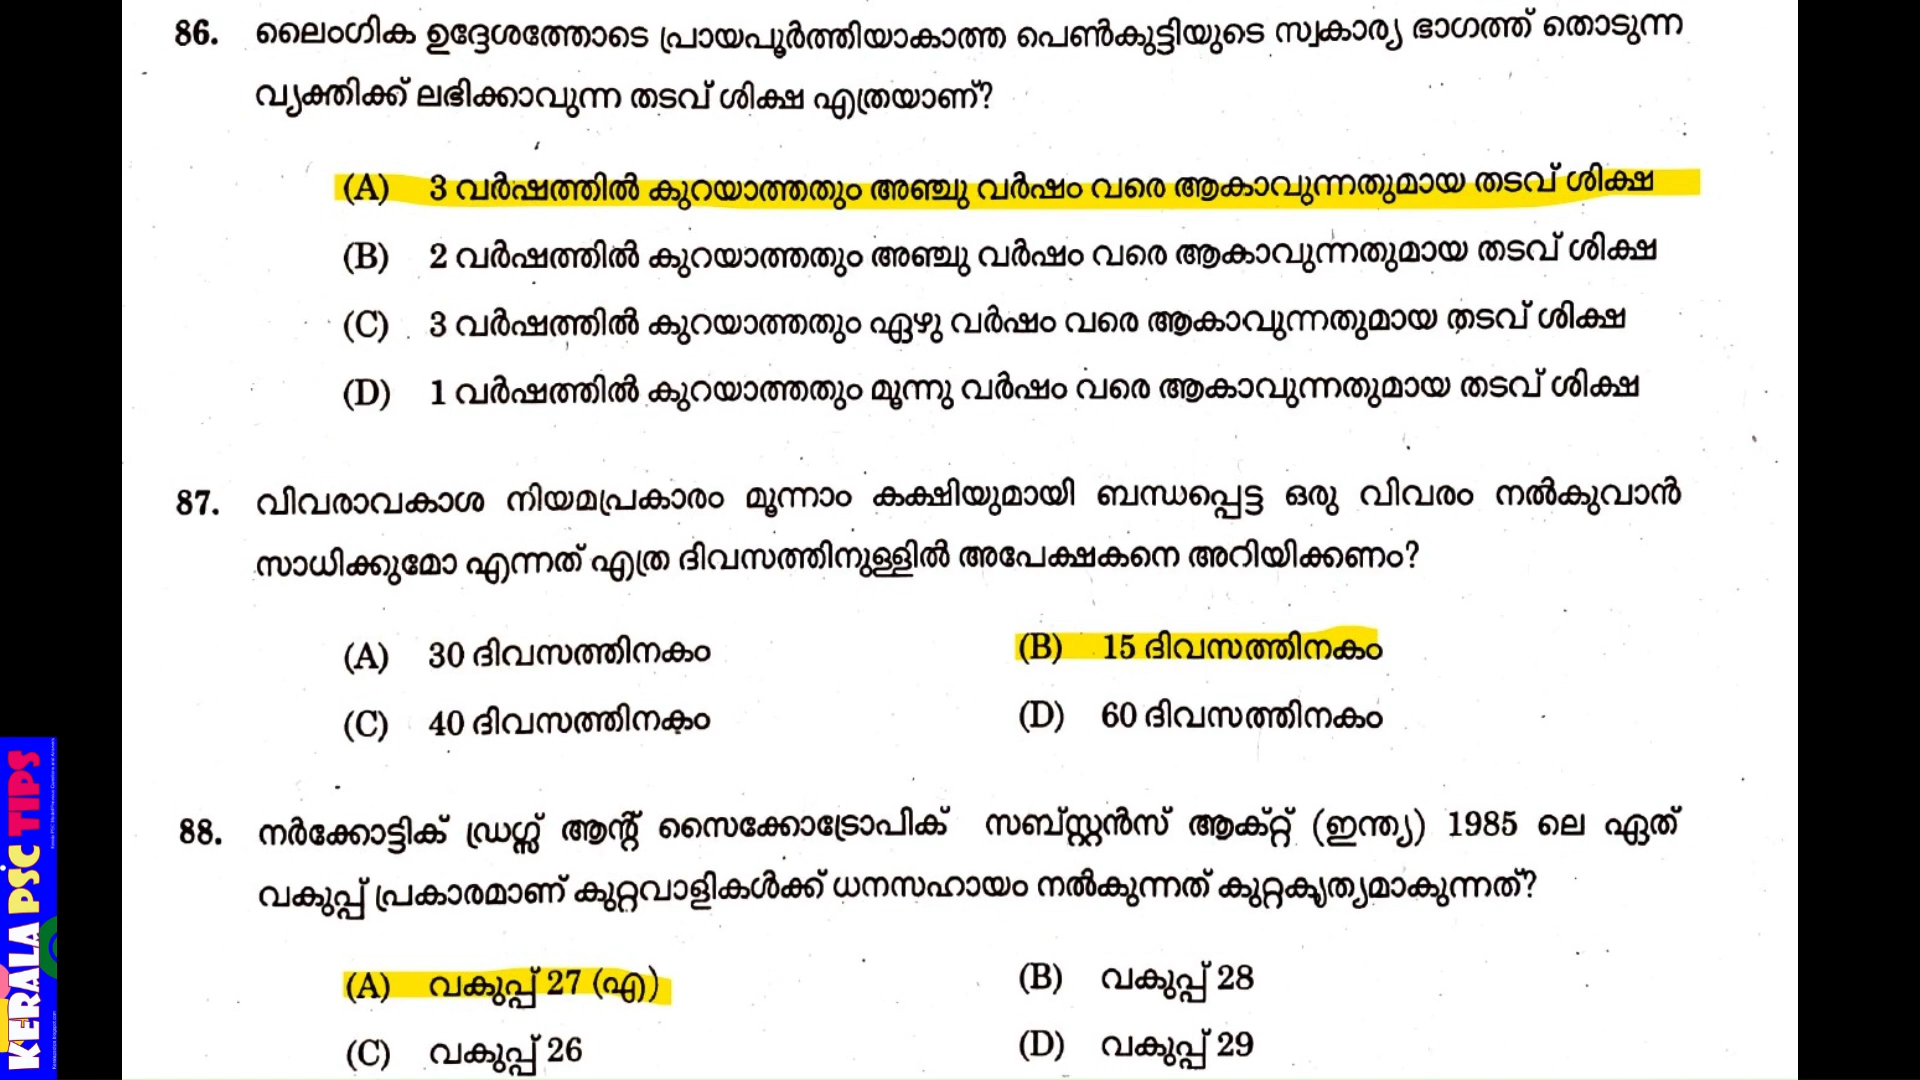 86. ലൈംഗിക ഉദ്ദേശത്തോടെ പ്രായപൂർത്തിയാകാത്ത പെൺകുട്ടിയുടെ സ്വകാര്യ ഭാഗത്ത് തൊടുന്ന
വ്യക്തിക്ക് ലഭിക്കാവുന്ന തടവ് ശിക്ഷ എത്രയാണ്?
(A) 3 വർഷത്തിൽ കുറയാത്തതും അഞ്ചു വർഷം വരെ ആകാവുന്നതുമായ തടവ് ശിക്ഷ
(B) 2 വർഷത്തിൽ കുറയാത്തതും അഞ്ചു വർഷം വരെ ആകാവുന്നതുമായ തടവ് ശിക്ഷ
(C) 3 വർഷത്തിൽ കുറയാത്തതും ഏഴു വർഷം വരെ ആകാവുന്നതുമായ തടവ് ശിക്ഷ
(D) 1 വർഷത്തിൽ കുറയാത്തതും മൂന്നു വർഷം വരെ ആകാവുന്നതുമായ തടവ് ശിക്ഷ
87. വിവരാവകാശ നിയമപ്രകാരം മൂന്നാം കക്ഷിയുമായി ബന്ധപ്പെട്ട ഒരു വിവരം നൽകുവാൻ
സാധിക്കുമോ എന്നത് എത്ര ദിവസത്തിനുള്ളിൽ അപേക്ഷകനെ അറിയിക്കണം?
(A) 30 ദിവസത്തിനകം (B) 15 ദിവസത്തിനകം
(C) 40 ദിവസത്തിനകം (D) 60 ദിവസത്തിനകം
88. നർക്കോട്ടിക് ഡ്രഗ്ഗ്സ് ആന്റ് സൈക്കോട്രോപിക് സബ്സ്റ്റൻസ് ആക്റ്റ് (ഇന്ത്യ) 1985 ലെ ഏത്
വകുപ്പ് പ്രകാരമാണ് കുറ്റവാളികൾക്ക് ധനസഹായം നൽകുന്നത് കുറ്റകൃത്യമാകുന്നത്?
(A) വകുപ്പ് 27 (എ) (B) വകുപ്പ് 28
(C) വകുപ്പ് 26 (D) വകുപ്പ് 29
KERALA PSC TIPS